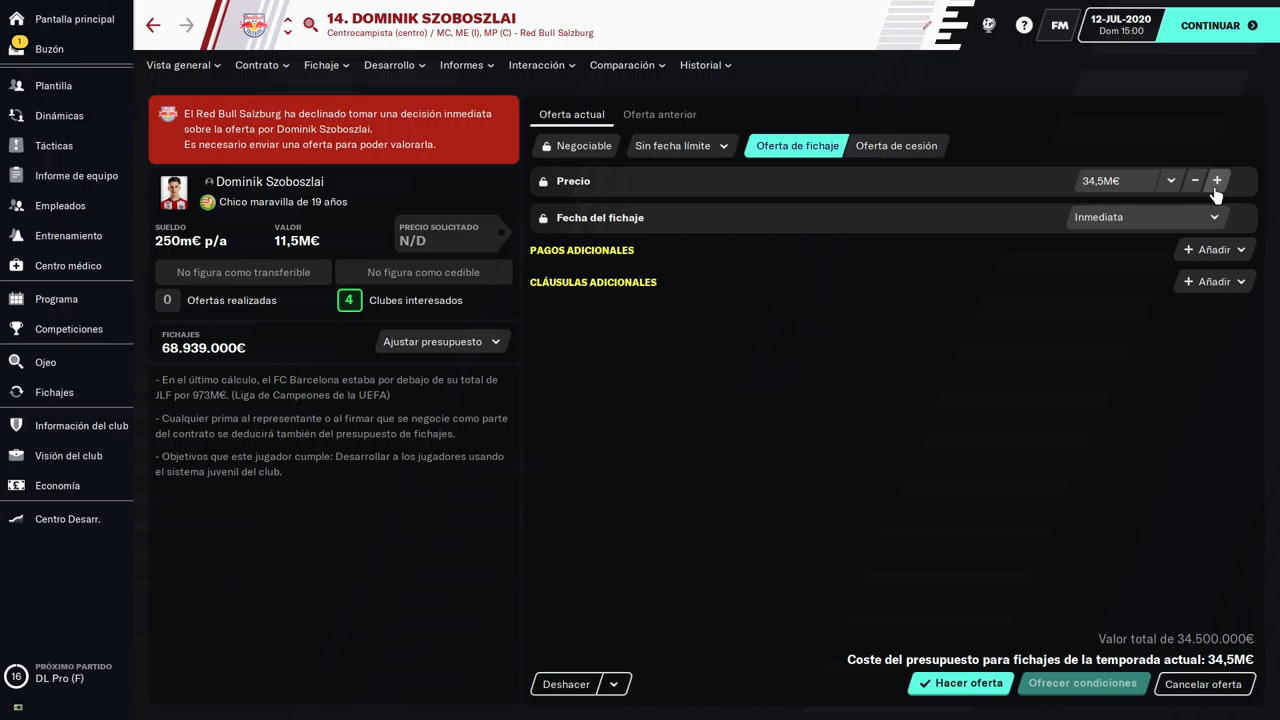 Pantalla principal
1
Buzón
Plantilla
Dinámicas
Tácticas
Informe de equipo
Empleados
Entrenamiento
Centro médico
Programa
Competiciones
Ojeo
Fichajes
Información del club
Visión del club
Economía
Centro Desarr.
16
PRÓXIMO PARTIDO
DL Pro (F)
14. DOMINIK SZOBOSZLAI
Centrocampista (centro) / MC, ME (I), MP (C) - Red Bull Salzburg
?
FM
12-JUL-2020
Dom 15:00
CONTINUAR
Vista general
Contrato
Fichaje
Desarrollo
Informes
Interacción
Comparación
Historial
El Red Bull Salzburg ha declinado tomar una decisión inmediata
sobre la oferta por Dominik Szoboszlai.
Es necesario enviar una oferta para poder valorarla.
Dominik Szoboszlai
Chico maravilla de 19 años
SUELDO
250m€ p/a
VALOR
11,5M€
PRECIO SOLICITADO
N/D
No figura como transferible
No figura como cedible
0 Ofertas realizadas
4 Clubes interesados
FICHAJES
68.939.000€
Ajustar presupuesto
- En el último cálculo, el FC Barcelona estaba por debajo de su total de
JLF por 973M€. (Liga de Campeones de la UEFA)
- Cualquier prima al representante o al firmar que se negocie como parte
del contrato se deducirá también del presupuesto de fichajes.
- Objetivos que este jugador cumple: Desarrollar a los jugadores usando
el sistema juvenil del club.
Oferta actual
Oferta anterior
Negociable
Sin fecha límite
Oferta de fichaje
Oferta de cesión
Precio
34,5M€
- +
Fecha del fichaje
Inmediata
PAGOS ADICIONALES
+ Añadir
CLÁUSULAS ADICIONALES
+ Añadir
Valor total de 34.500.000€
Coste del presupuesto para fichajes de la temporada actual: 34,5M€
Deshacer
Hacer oferta
Ofrecer condiciones
Cancelar oferta